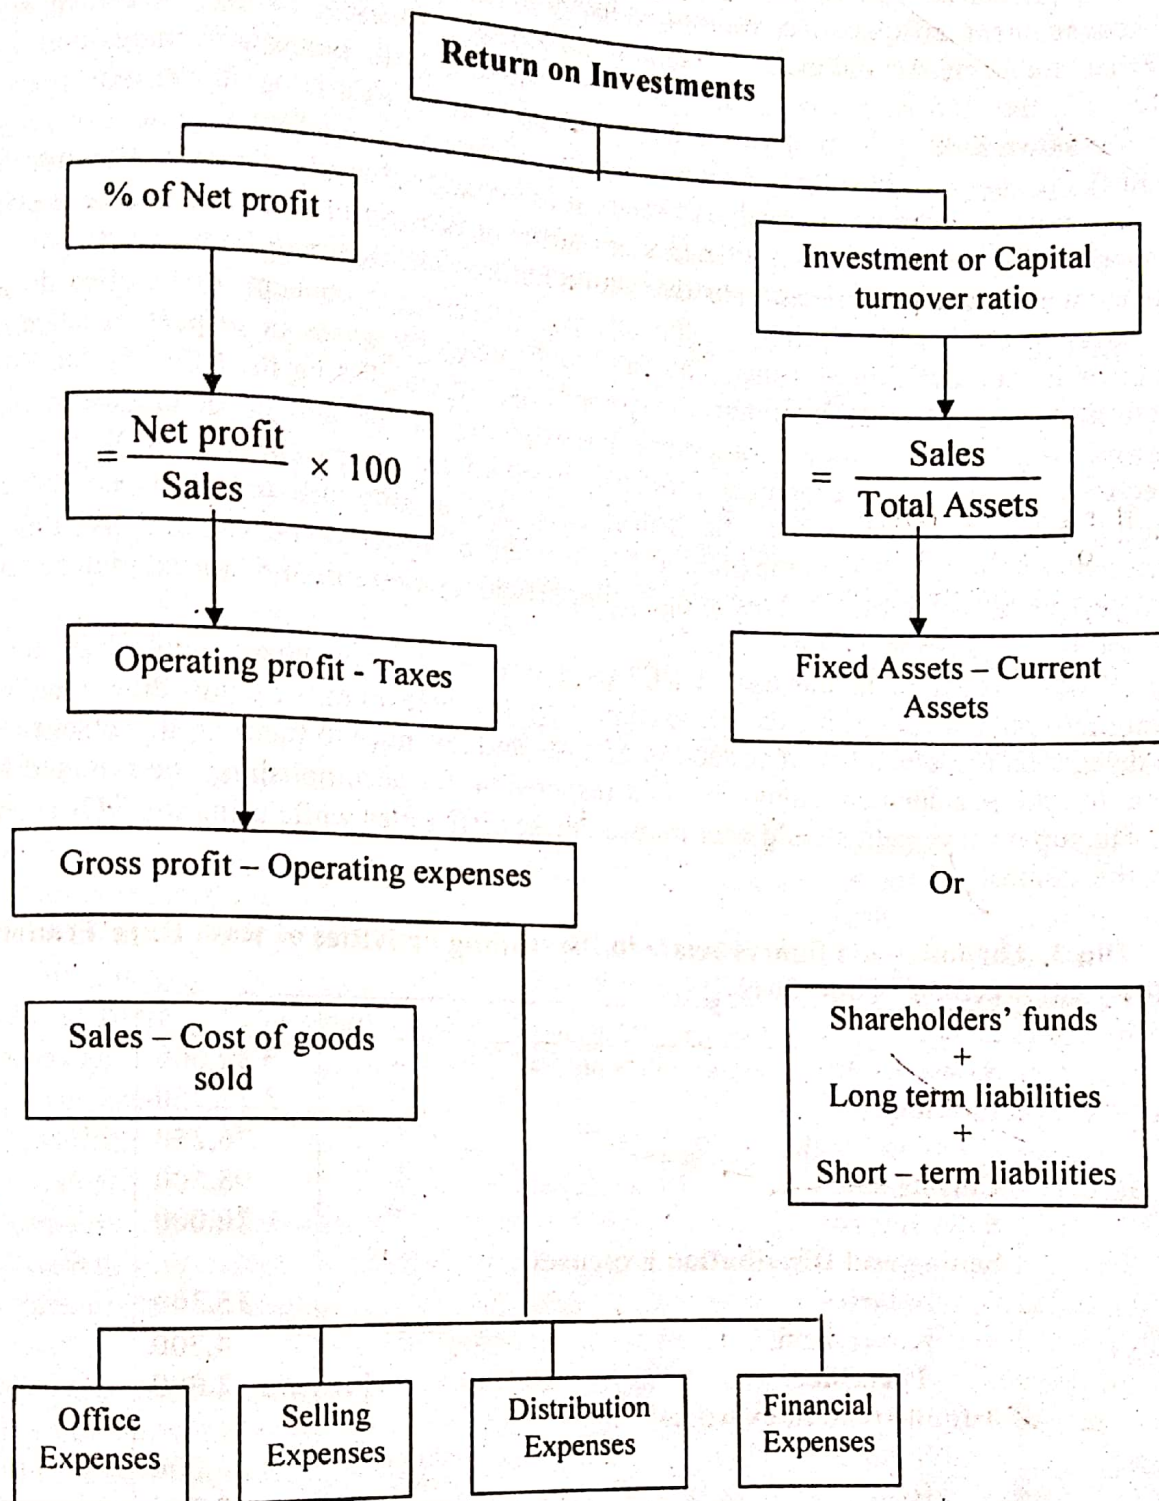 Return on Investments
% of Net profit
Investment or Capital
turnover ratio
= Net profit / Sales × 100
= Sales / Total Assets
Operating profit - Taxes
Fixed Assets – Current
Assets
Gross profit – Operating expenses
Or
Sales – Cost of goods
sold
Shareholders' funds
+
Long term liabilities
+
Short – term liabilities
Office
Expenses
Selling
Expenses
Distribution
Expenses
Financial
Expenses